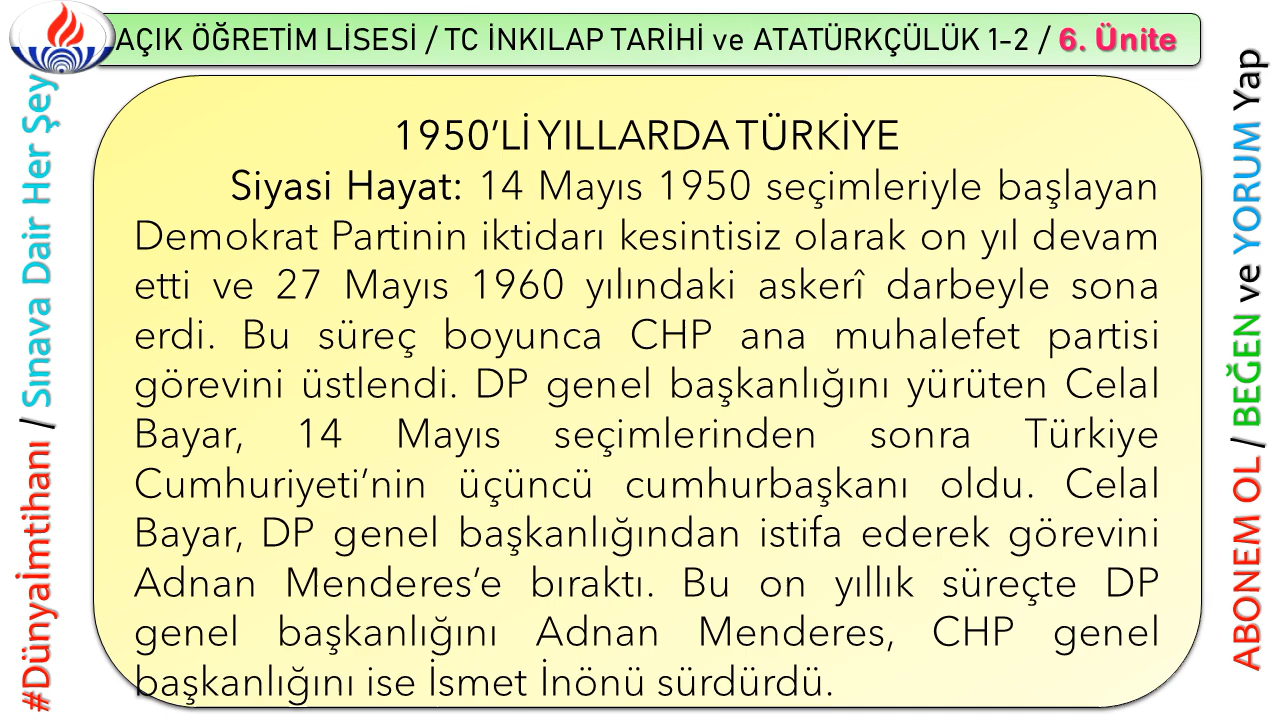 AÇIK ÖĞRETİM LİSESİ / TC İNKILAP TARİHİ ve ATATÜRKÇÜLÜK 1-2 / 6. Ünite
#Dünyaİmtihanı / Sınava Dair Her Şey
1950’Lİ YILLARDA TÜRKİYE
Siyasi Hayat: 14 Mayıs 1950 seçimleriyle başlayan
Demokrat Partinin iktidarı kesintisiz olarak on yıl devam
etti ve 27 Mayıs 1960 yılındaki askerî darbeyle sona
erdi. Bu süreç boyunca CHP ana muhalefet partisi
görevini üstlendi. DP genel başkanlığını yürüten Celal
Bayar, 14 Mayıs seçimlerinden sonra Türkiye
Cumhuriyeti’nin üçüncü cumhurbaşkanı oldu. Celal
Bayar, DP genel başkanlığından istifa ederek görevini
Adnan Menderes’e bıraktı. Bu on yıllık süreçte DP
genel başkanlığını Adnan Menderes, CHP genel
başkanlığını ise İsmet İnönü sürdürdü.
ABONEM OL / BEĞEN ve YORUM Yap